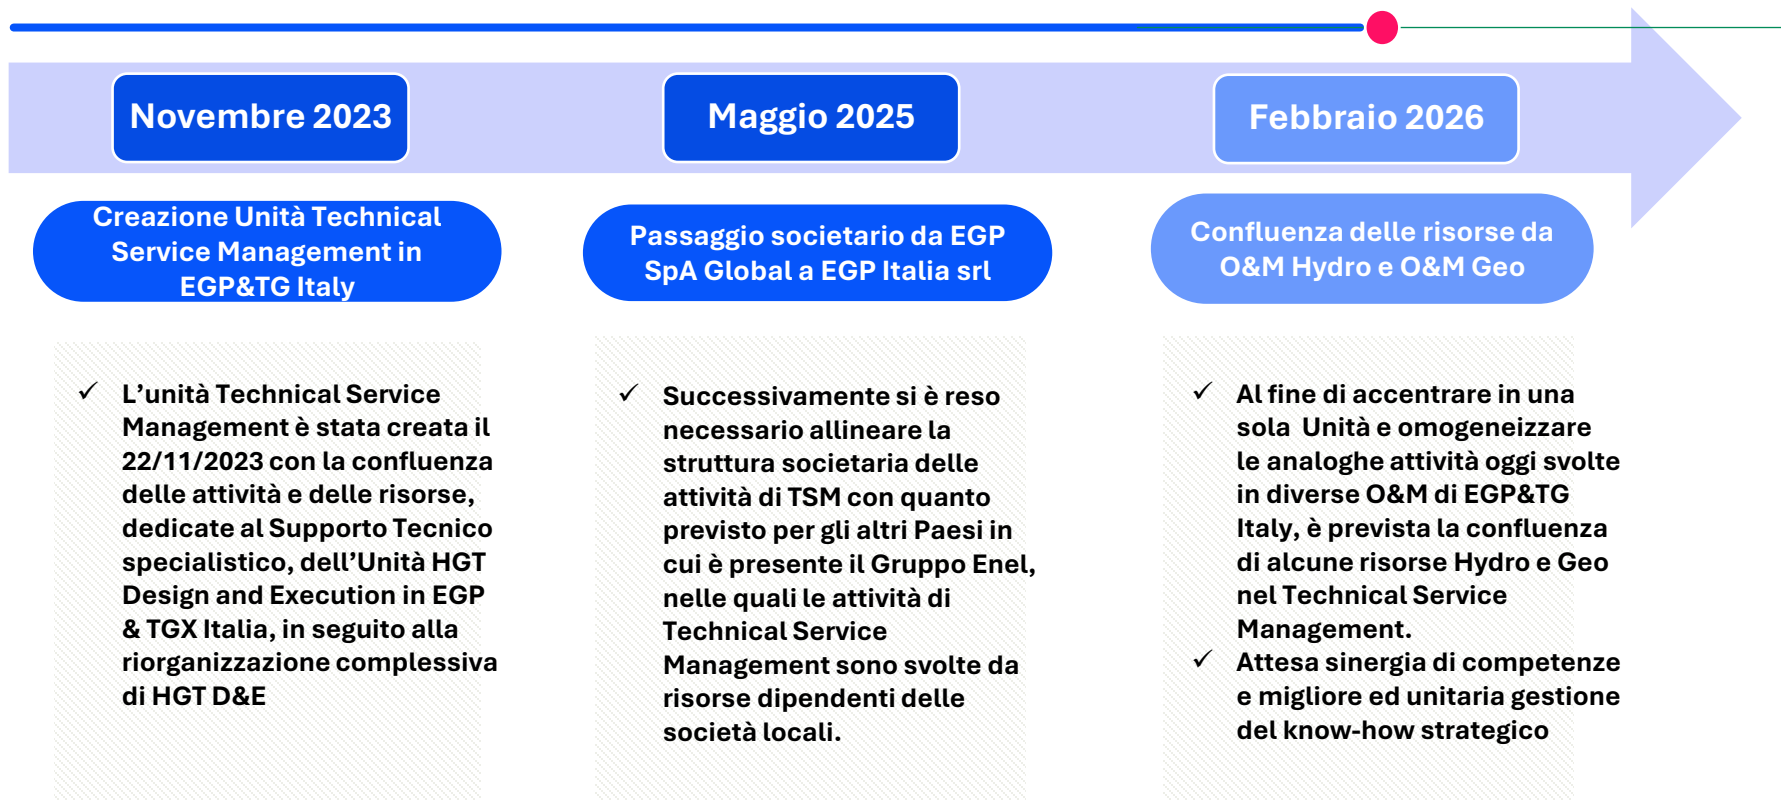 Novembre 2023
Maggio 2025
Febbraio 2026
Creazione Unità Technical
Service Management in
EGP&TG Italy
Passaggio societario da EGP
SpA Global a EGP Italia srl
Confluenza delle risorse da
O&M Hydro e O&M Geo
✓ L’unità Technical Service
Management è stata creata il
22/11/2023 con la confluenza
delle attività e delle risorse,
dedicate al Supporto Tecnico
specialistico, dell’Unità HGT
Design and Execution in EGP
& TGX Italia, in seguito alla
riorganizzazione complessiva
di HGT D&E
✓ Successivamente si è reso
necessario allineare la
struttura societaria delle
attività di TSM con quanto
previsto per gli altri Paesi in
cui è presente il Gruppo Enel,
nelle quali le attività di
Technical Service
Management sono svolte da
risorse dipendenti delle
società locali.
✓ Al fine di accentrare in una
sola Unità e omogeneizzare
le analoghe attività oggi svolte
in diverse O&M di EGP&TG
Italy, è prevista la confluenza
di alcune risorse Hydro e Geo
nel Technical Service
Management.
✓ Attesa sinergia di competenze
e migliore ed unitaria gestione
del know-how strategico